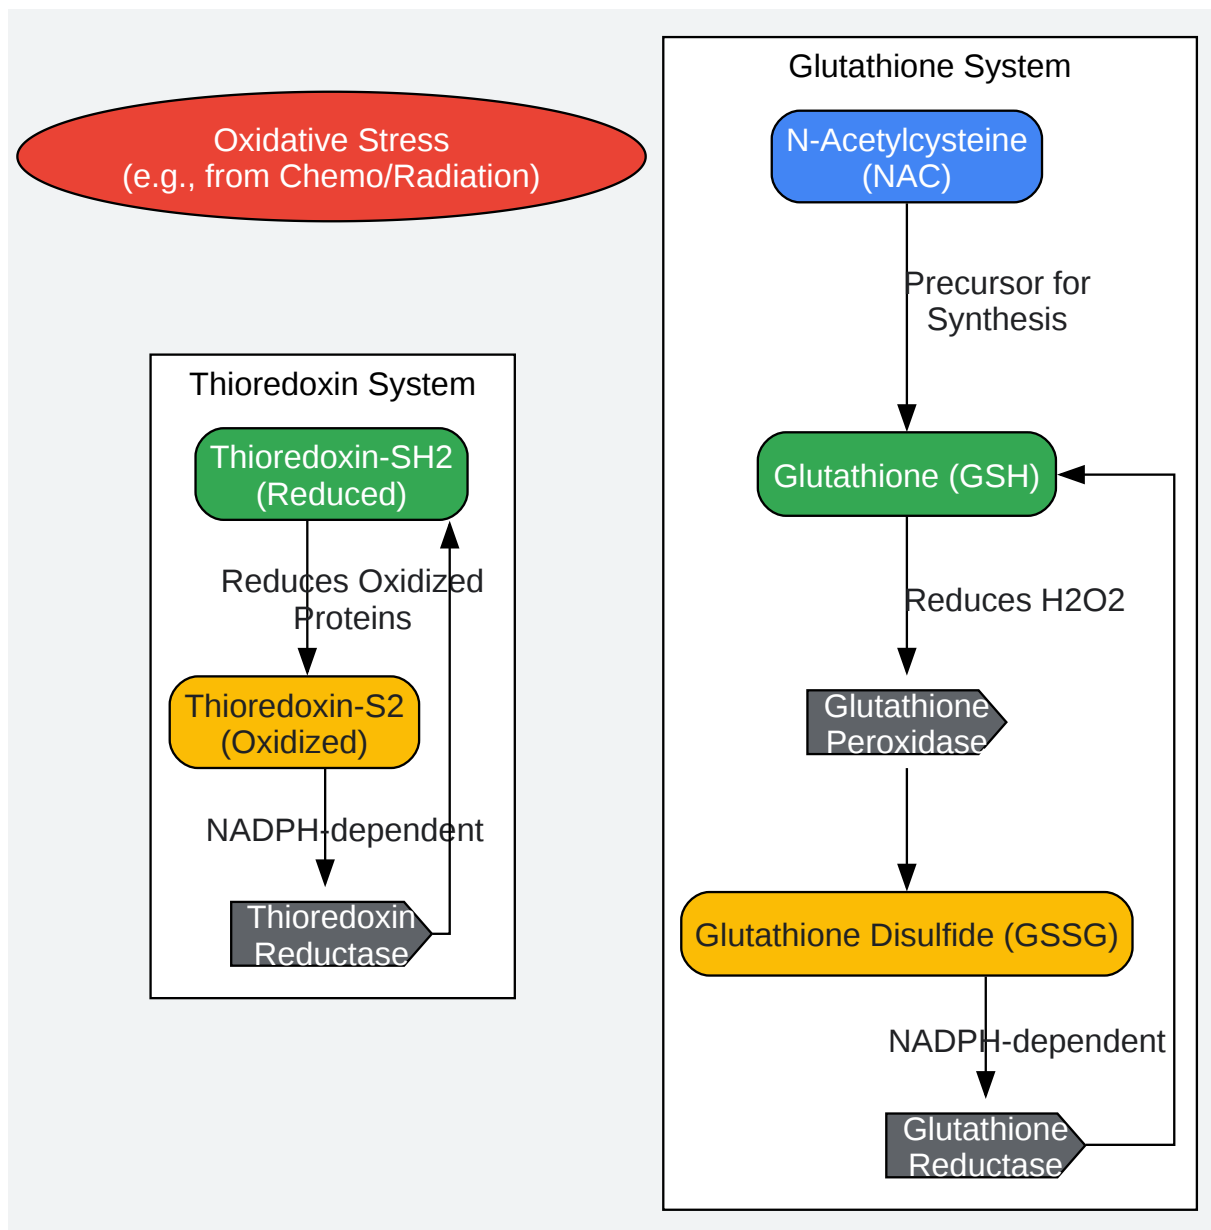 Oxidative Stress
(e.g., from Chemo/Radiation)
Thioredoxin System
Thioredoxin-SH2
(Reduced)
Reduces Oxidized
Proteins
Thioredoxin-S2
(Oxidized)
NADPH-dependent
Thioredoxin
Reductase
Glutathione System
N-Acetylcysteine
(NAC)
Precursor for
Synthesis
Glutathione (GSH)
Reduces H2O2
Glutathione
Peroxidase
Glutathione Disulfide (GSSG)
NADPH-dependent
Glutathione
Reductase